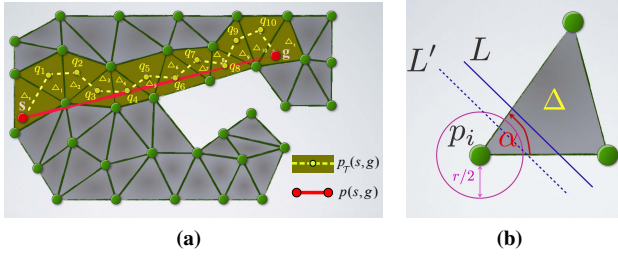 q₁ q₂ q₃ q₄ q₅ q₆ q₇ q₈ q₉ q₁₀
s
g
p_𝒯(s,g)
p(s,g)
(a)
L′ L
Δ
p_i α
r/2
(b)